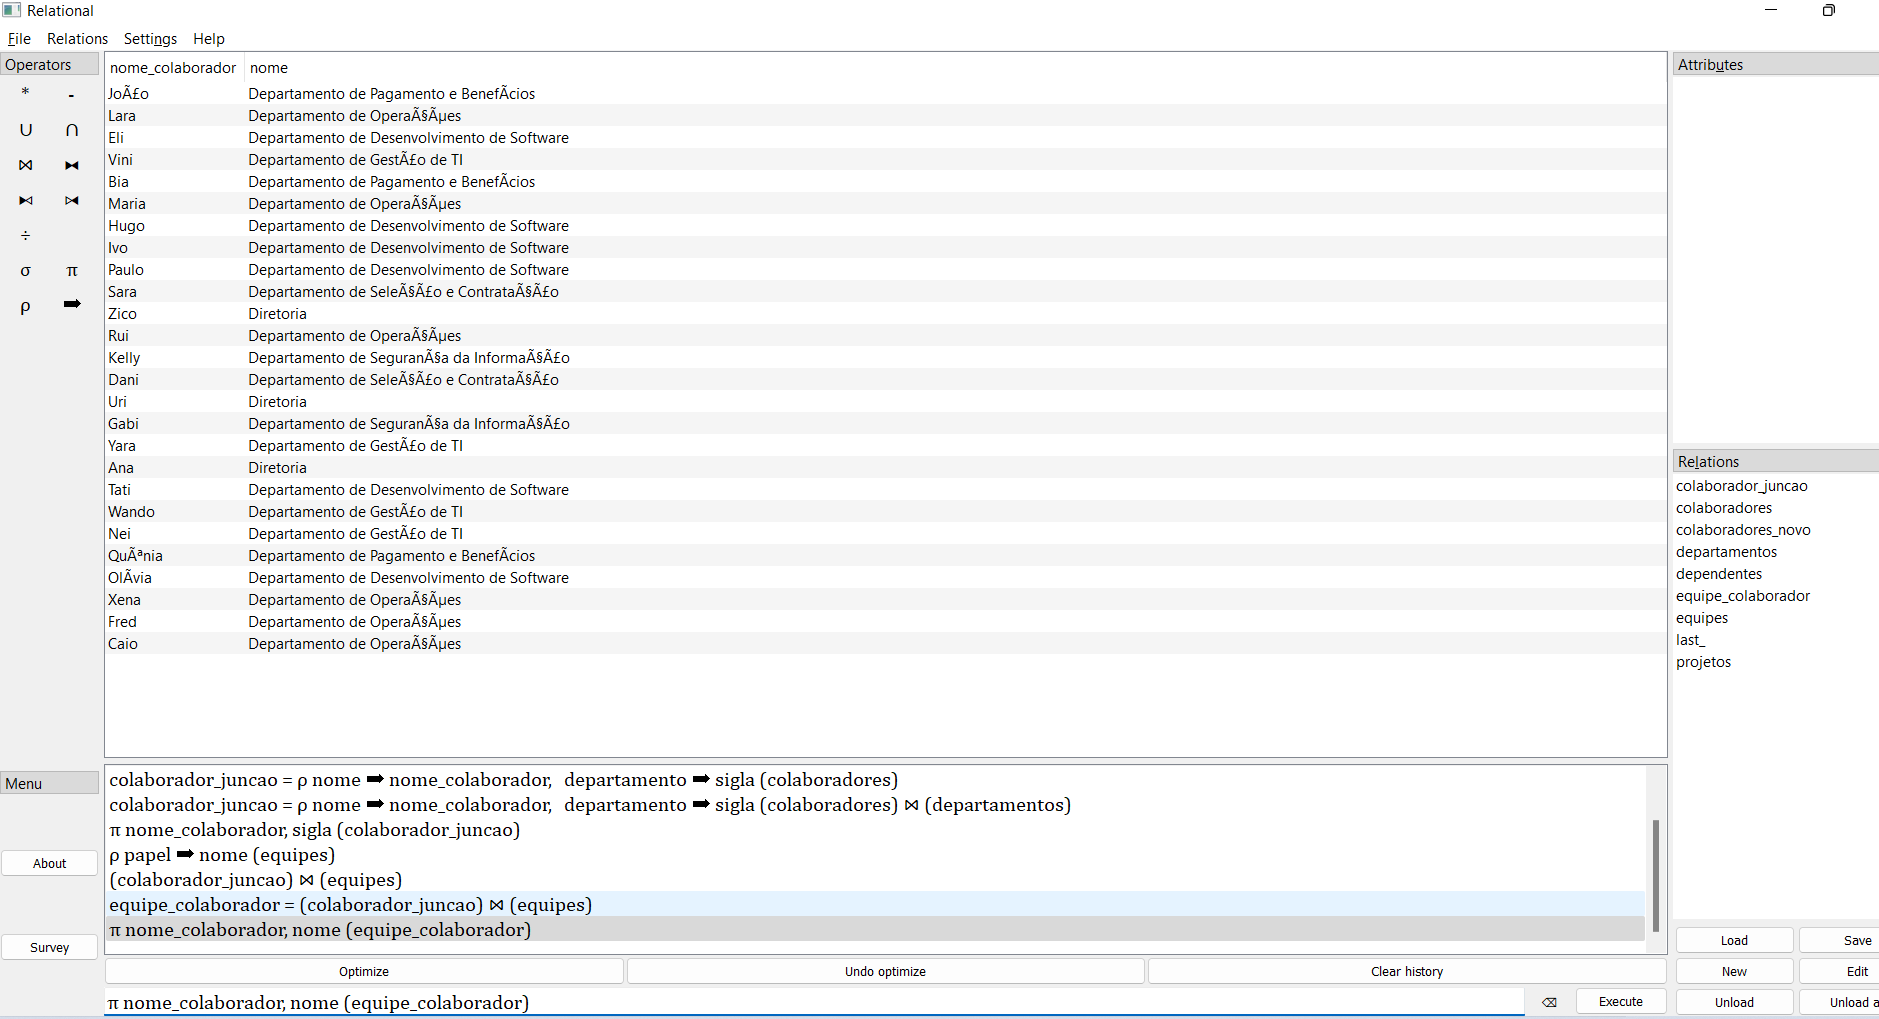 Relational
File Relations Settings Help
Operators
* -
∪ ∩
⋈ ⧓
⧑ ⧒
÷
σ π
ρ ➡
nome_colaborador nome
JoÃ£o Departamento de Pagamento e BenefÃ­cios
Lara Departamento de OperaÃ§Ãµes
Eli Departamento de Desenvolvimento de Software
Vini Departamento de GestÃ£o de TI
Bia Departamento de Pagamento e BenefÃ­cios
Maria Departamento de OperaÃ§Ãµes
Hugo Departamento de Desenvolvimento de Software
Ivo Departamento de Desenvolvimento de Software
Paulo Departamento de Desenvolvimento de Software
Sara Departamento de SeleÃ§Ã£o e ContrataÃ§Ã£o
Zico Diretoria
Rui Departamento de OperaÃ§Ãµes
Kelly Departamento de SeguranÃ§a da InformaÃ§Ã£o
Dani Departamento de SeleÃ§Ã£o e ContrataÃ§Ã£o
Uri Diretoria
Gabi Departamento de SeguranÃ§a da InformaÃ§Ã£o
Yara Departamento de GestÃ£o de TI
Ana Diretoria
Tati Departamento de Desenvolvimento de Software
Wando Departamento de GestÃ£o de TI
Nei Departamento de GestÃ£o de TI
QuÃªnia Departamento de Pagamento e BenefÃ­cios
OlÃ­via Departamento de Desenvolvimento de Software
Xena Departamento de OperaÃ§Ãµes
Fred Departamento de OperaÃ§Ãµes
Caio Departamento de OperaÃ§Ãµes
Attributes
Relations
colaborador_juncao
colaboradores
colaboradores_novo
departamentos
dependentes
equipe_colaborador
equipes
last_
projetos
Menu
About
Survey
colaborador_juncao = ρ nome ➡ nome_colaborador, departamento ➡ sigla (colaboradores)
colaborador_juncao = ρ nome ➡ nome_colaborador, departamento ➡ sigla (colaboradores) ⋈ (departamentos)
π nome_colaborador, sigla (colaborador_juncao)
ρ papel ➡ nome (equipes)
(colaborador_juncao) ⋈ (equipes)
equipe_colaborador = (colaborador_juncao) ⋈ (equipes)
π nome_colaborador, nome (equipe_colaborador)
Optimize Undo optimize Clear history
π nome_colaborador, nome (equipe_colaborador) ⌫ Execute
Load Save
New Edit
Unload Unload a